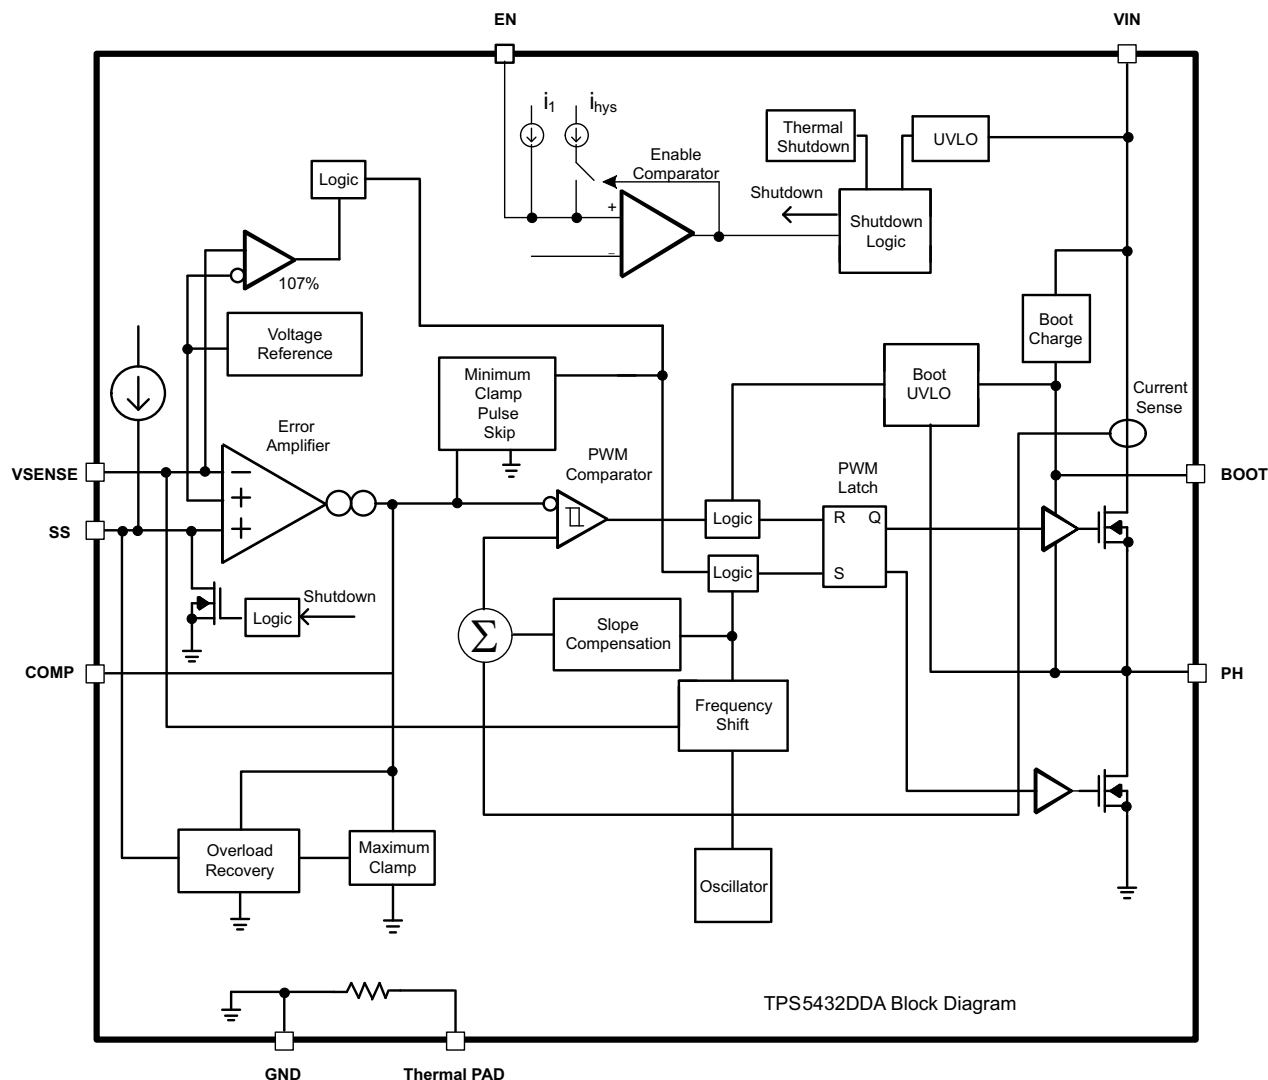 EN
VIN
i1
ihys
Thermal
Shutdown
UVLO
Enable
Comparator
Logic
Shutdown
+
Shutdown
Logic
–
107%
Boot
Charge
Voltage
Reference
Minimum
Clamp
Pulse
Skip
Boot
UVLO
Current
Sense
Error
Amplifier
PWM
Comparator
PWM
Latch
VSENSE
−
BOOT
+
Logic
R
Q
SS
+
Logic
S
Shutdown
Logic
Σ
Slope
Compensation
COMP
PH
Frequency
Shift
Overload
Recovery
Maximum
Clamp
Oscillator
TPS5432DDA Block Diagram
GND
Thermal PAD